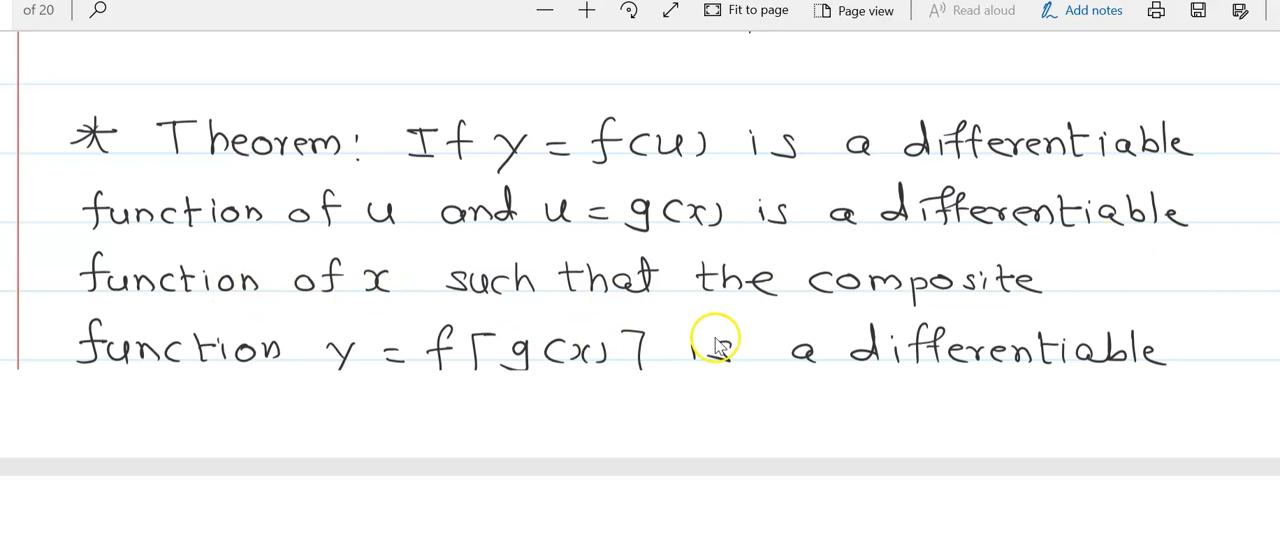 of 20 Fit to page Page view Read aloud Add notes
* Theorem: If y = f(u) is a differentiable
function of u and u = g(x) is a differentiable
function of x such that the composite
function y = f[g(x)] is a differentiable